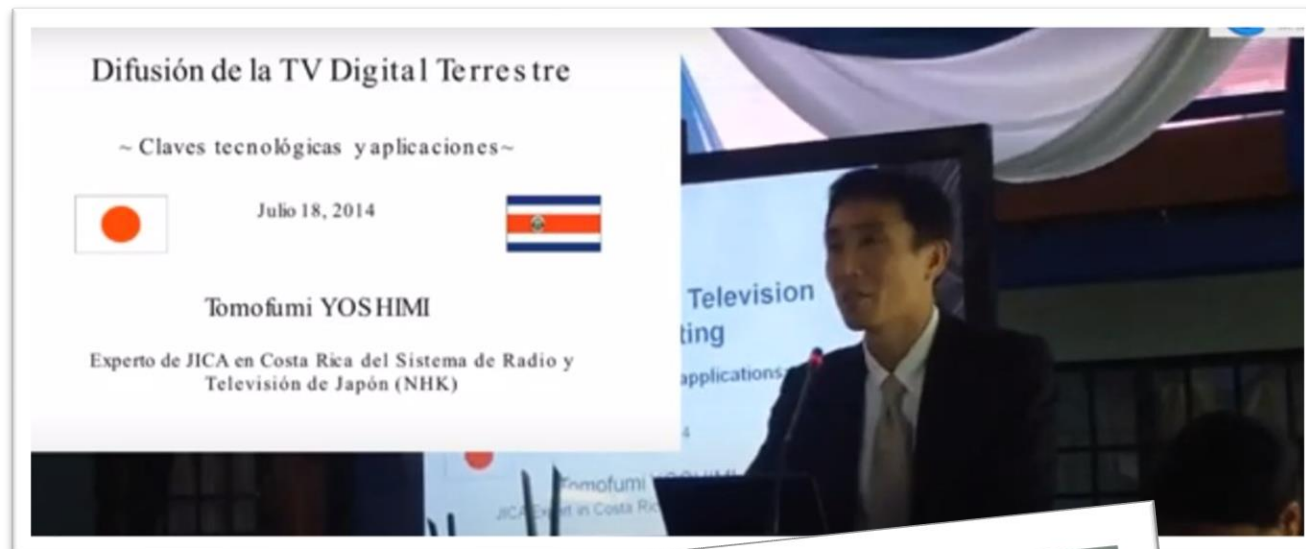 Difusión de la TV Digital Terrestre
~ Claves tecnológicas y aplicaciones~
Julio 18, 2014
Tomofumi YOSHIMI
Experto de JICA en Costa Rica del Sistema de Radio y
Televisión de Japón (NHK)
Television
ting
applications
4
Tomofumi
JICA Expert in Costa Ric